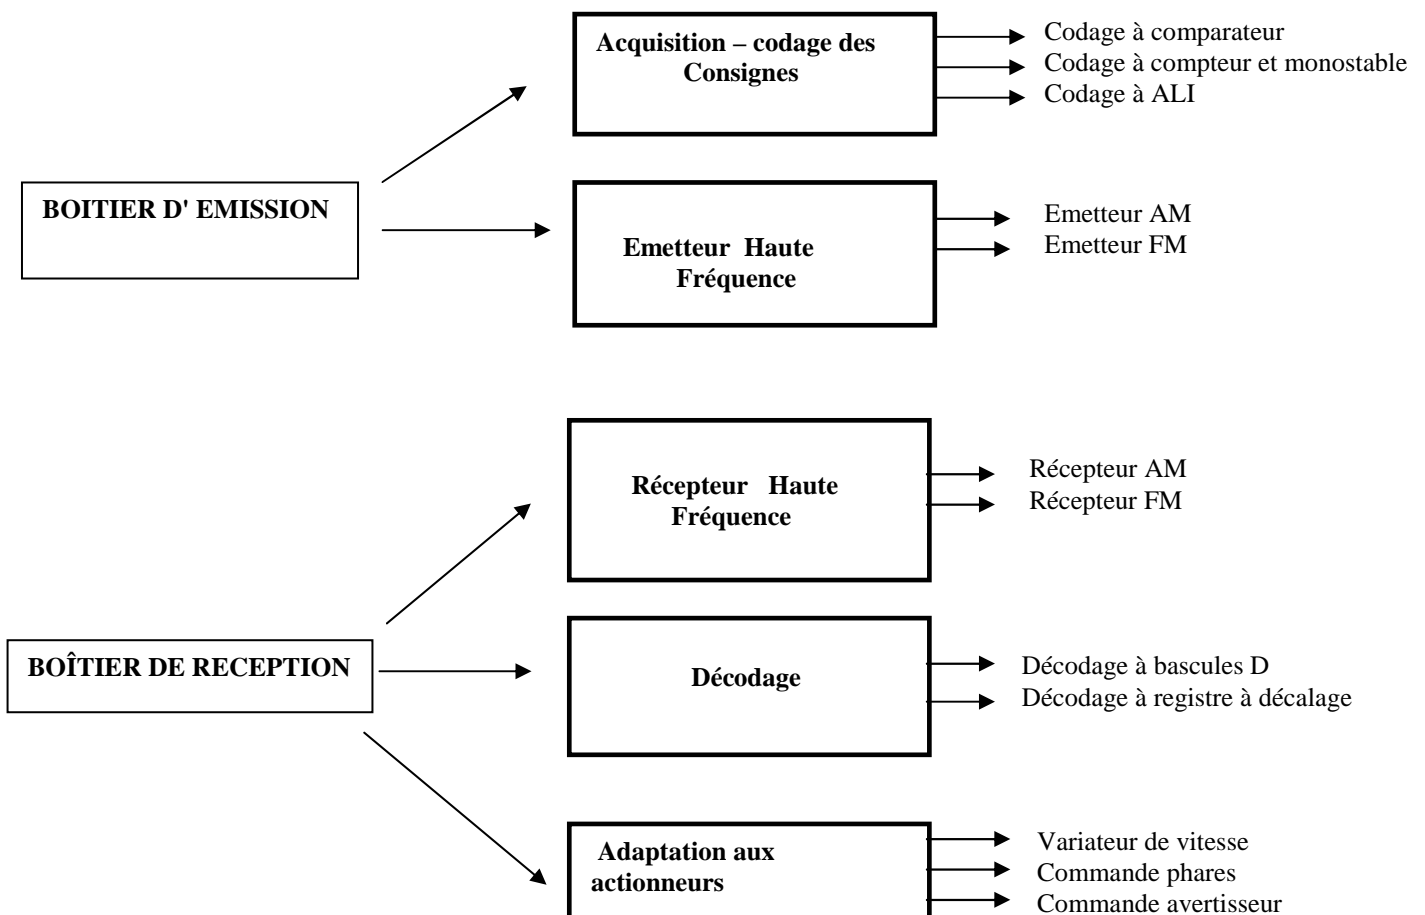 Acquisition – codage des
Consignes
Codage à comparateur
Codage à compteur et monostable
Codage à ALI
BOITIER D' EMISSION
Emetteur Haute
Fréquence
Emetteur AM
Emetteur FM
Récepteur Haute
Fréquence
Récepteur AM
Récepteur FM
BOÎTIER DE RECEPTION
Décodage
Décodage à bascules D
Décodage à registre à décalage
Adaptation aux
actionneurs
Variateur de vitesse
Commande phares
Commande avertisseur